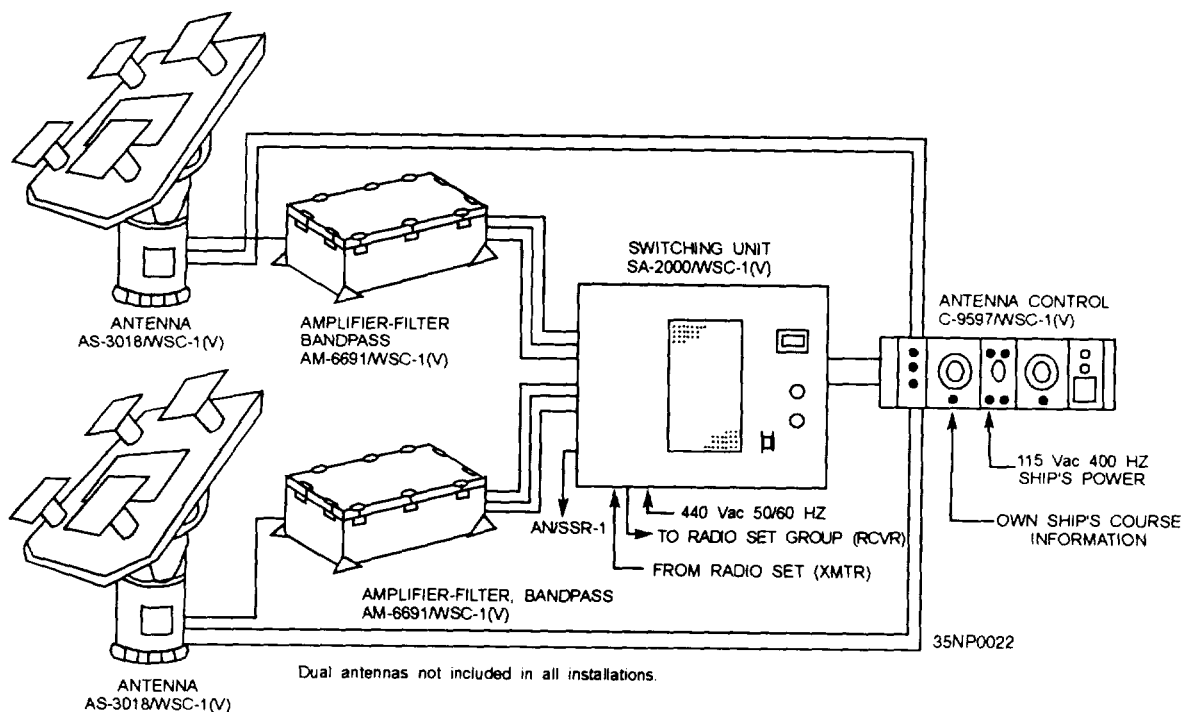 SWITCHING UNIT
SA-2000/WSC-1(V)
ANTENNA CONTROL
C-9597/WSC-1(V)
ANTENNA
AS-3018/WSC-1(V)
AMPLIFIER-FILTER
BANDPASS
AM-6691/WSC-1(V)
115 Vac 400 HZ
SHIP'S POWER
OWN SHIP'S COURSE
INFORMATION
AN/SSR-1
440 Vac 50/60 HZ
TO RADIO SET GROUP (RCVR)
FROM RADIO SET (XMTR)
AMPLIFIER-FILTER, BANDPASS
AM-6691/WSC-1(V)
35NP0022
Dual antennas not included in all installations.
ANTENNA
AS-3018/WSC-1(V)